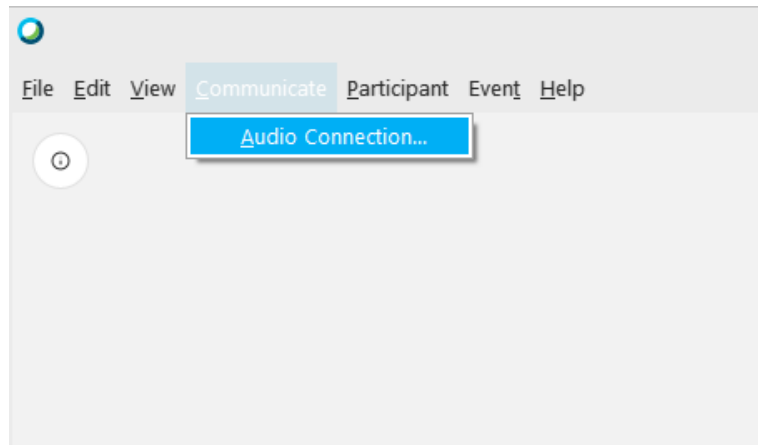 File Edit View Communicate Participant Event Help
Audio Connection...